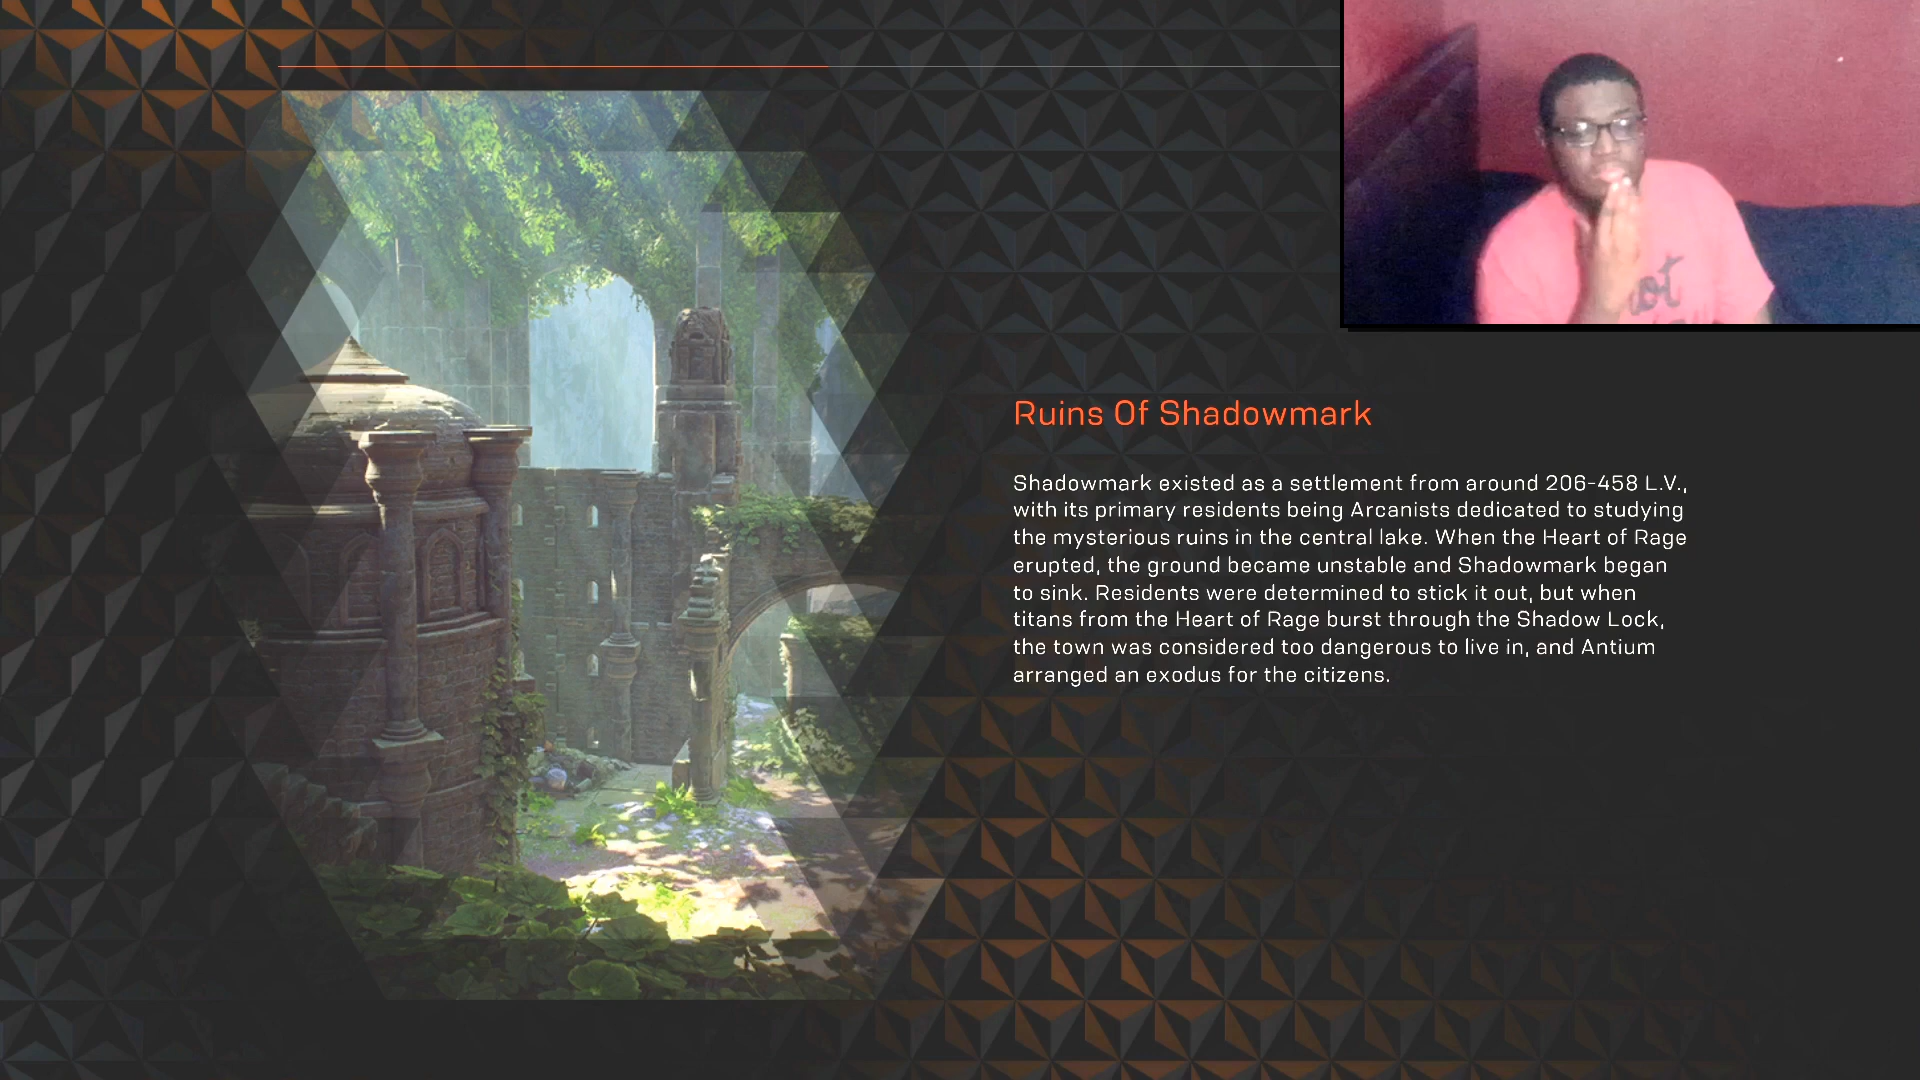 Ruins Of Shadowmark
Shadowmark existed as a settlement from around 206-458 L.V.,
with its primary residents being Arcanists dedicated to studying
the mysterious ruins in the central lake. When the Heart of Rage
erupted, the ground became unstable and Shadowmark began
to sink. Residents were determined to stick it out, but when
titans from the Heart of Rage burst through the Shadow Lock,
the town was considered too dangerous to live in, and Antium
arranged an exodus for the citizens.